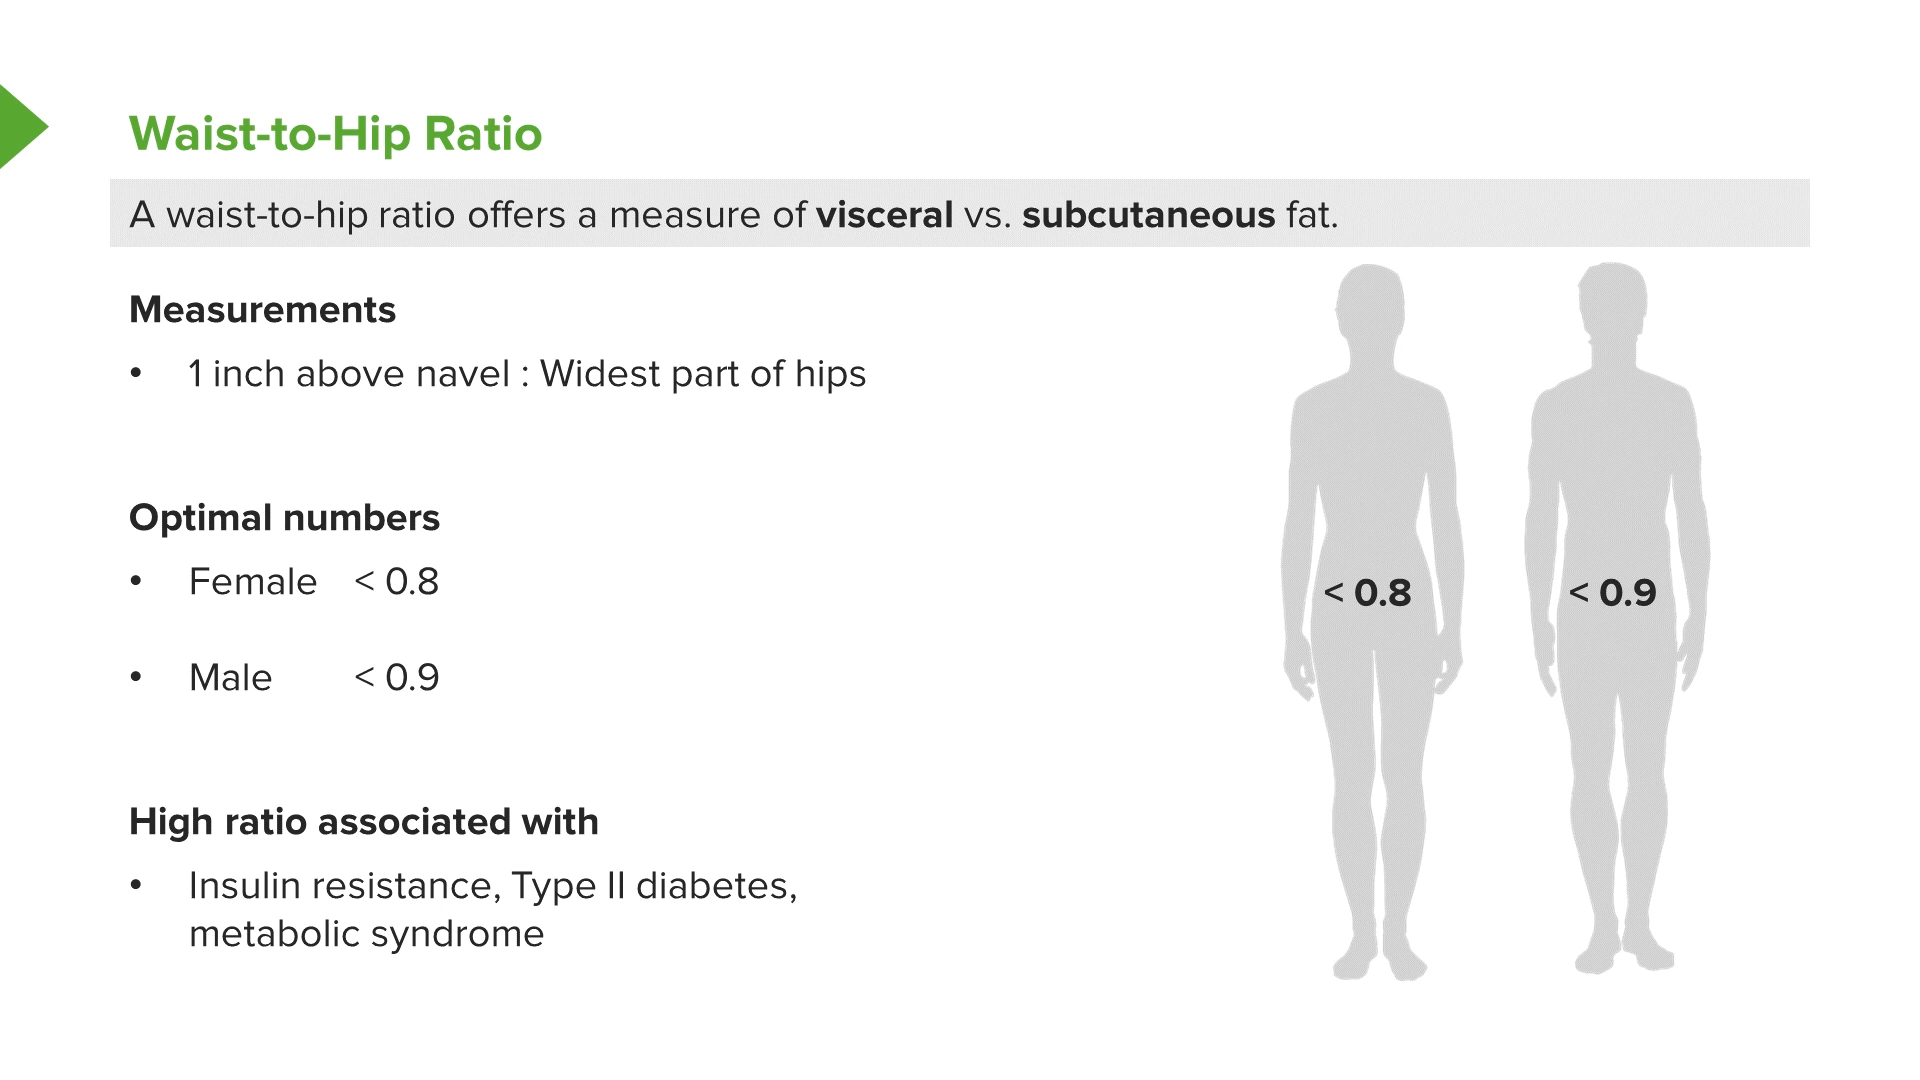 Waist-to-Hip Ratio
A waist-to-hip ratio offers a measure of visceral vs. subcutaneous fat.
Measurements
• 1 inch above navel : Widest part of hips
Optimal numbers
• Female < 0.8
• Male < 0.9
High ratio associated with
• Insulin resistance, Type II diabetes,
metabolic syndrome
< 0.8
< 0.9